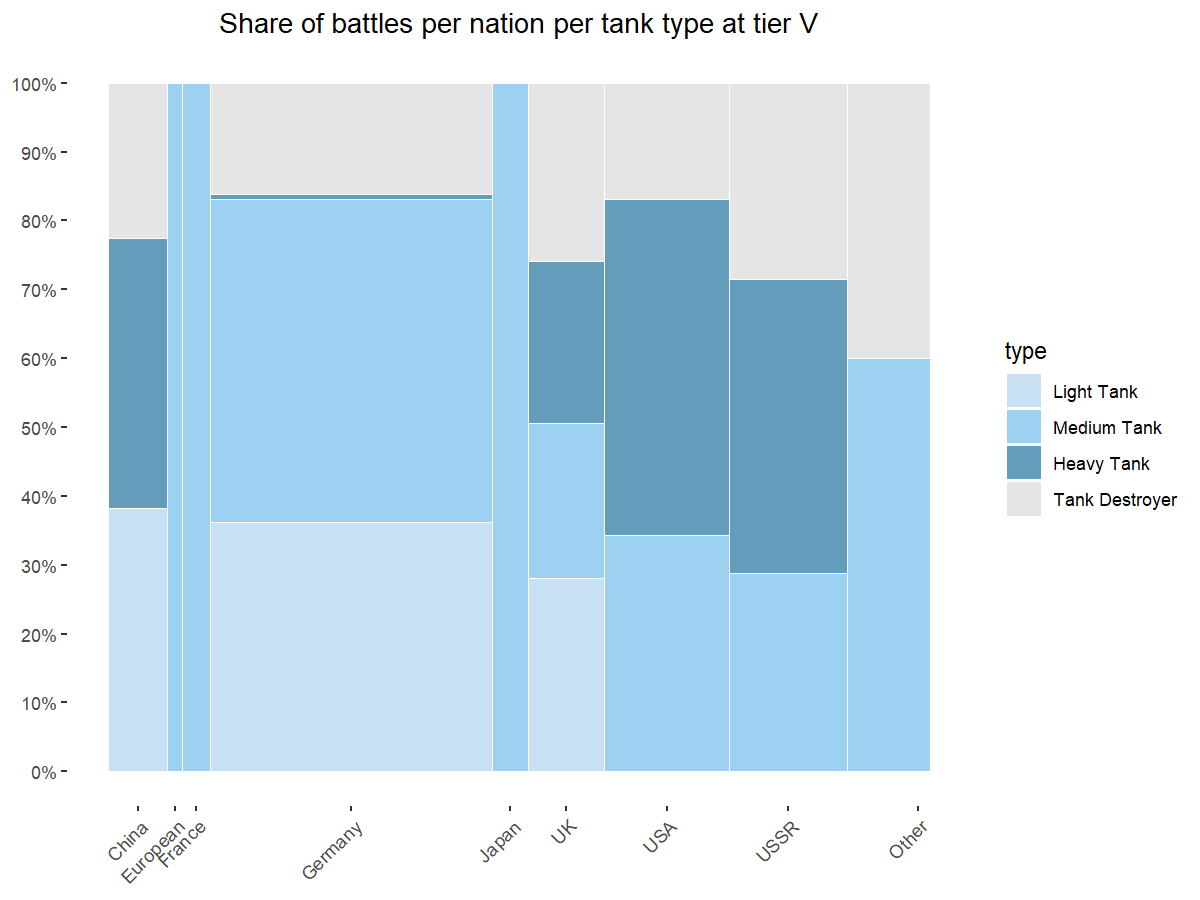 Share of battles per nation per tank type at tier V
100%
90%
80%
70%
60%
50%
40%
30%
20%
10%
0%
China
European
France
Germany
Japan
UK
USA
USSR
Other
type
Light Tank
Medium Tank
Heavy Tank
Tank Destroyer